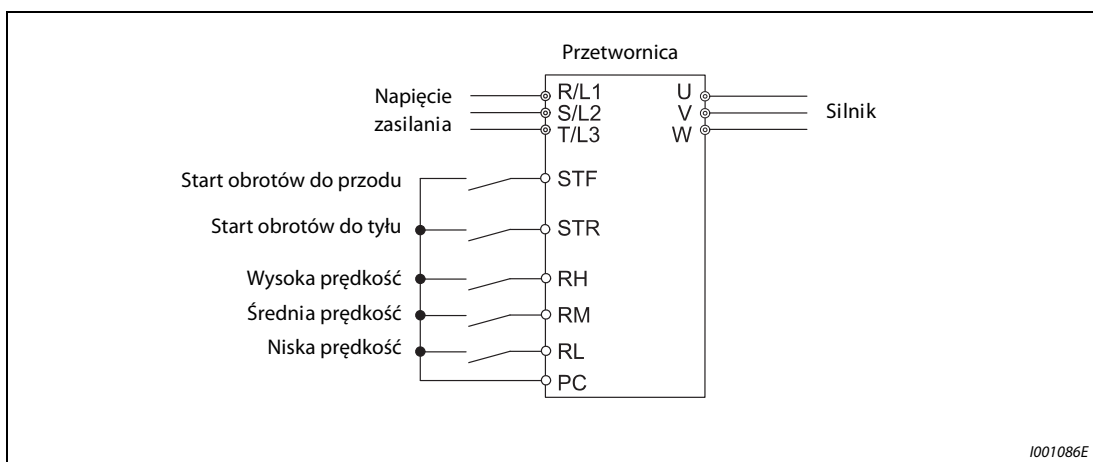 Przetwornica
Napięcie
zasilania
R/L1
S/L2
T/L3
U
V
W
Silnik
Start obrotów do przodu
STF
Start obrotów do tyłu
STR
Wysoka prędkość
RH
Średnia prędkość
RM
Niska prędkość
RL
PC
I001086E